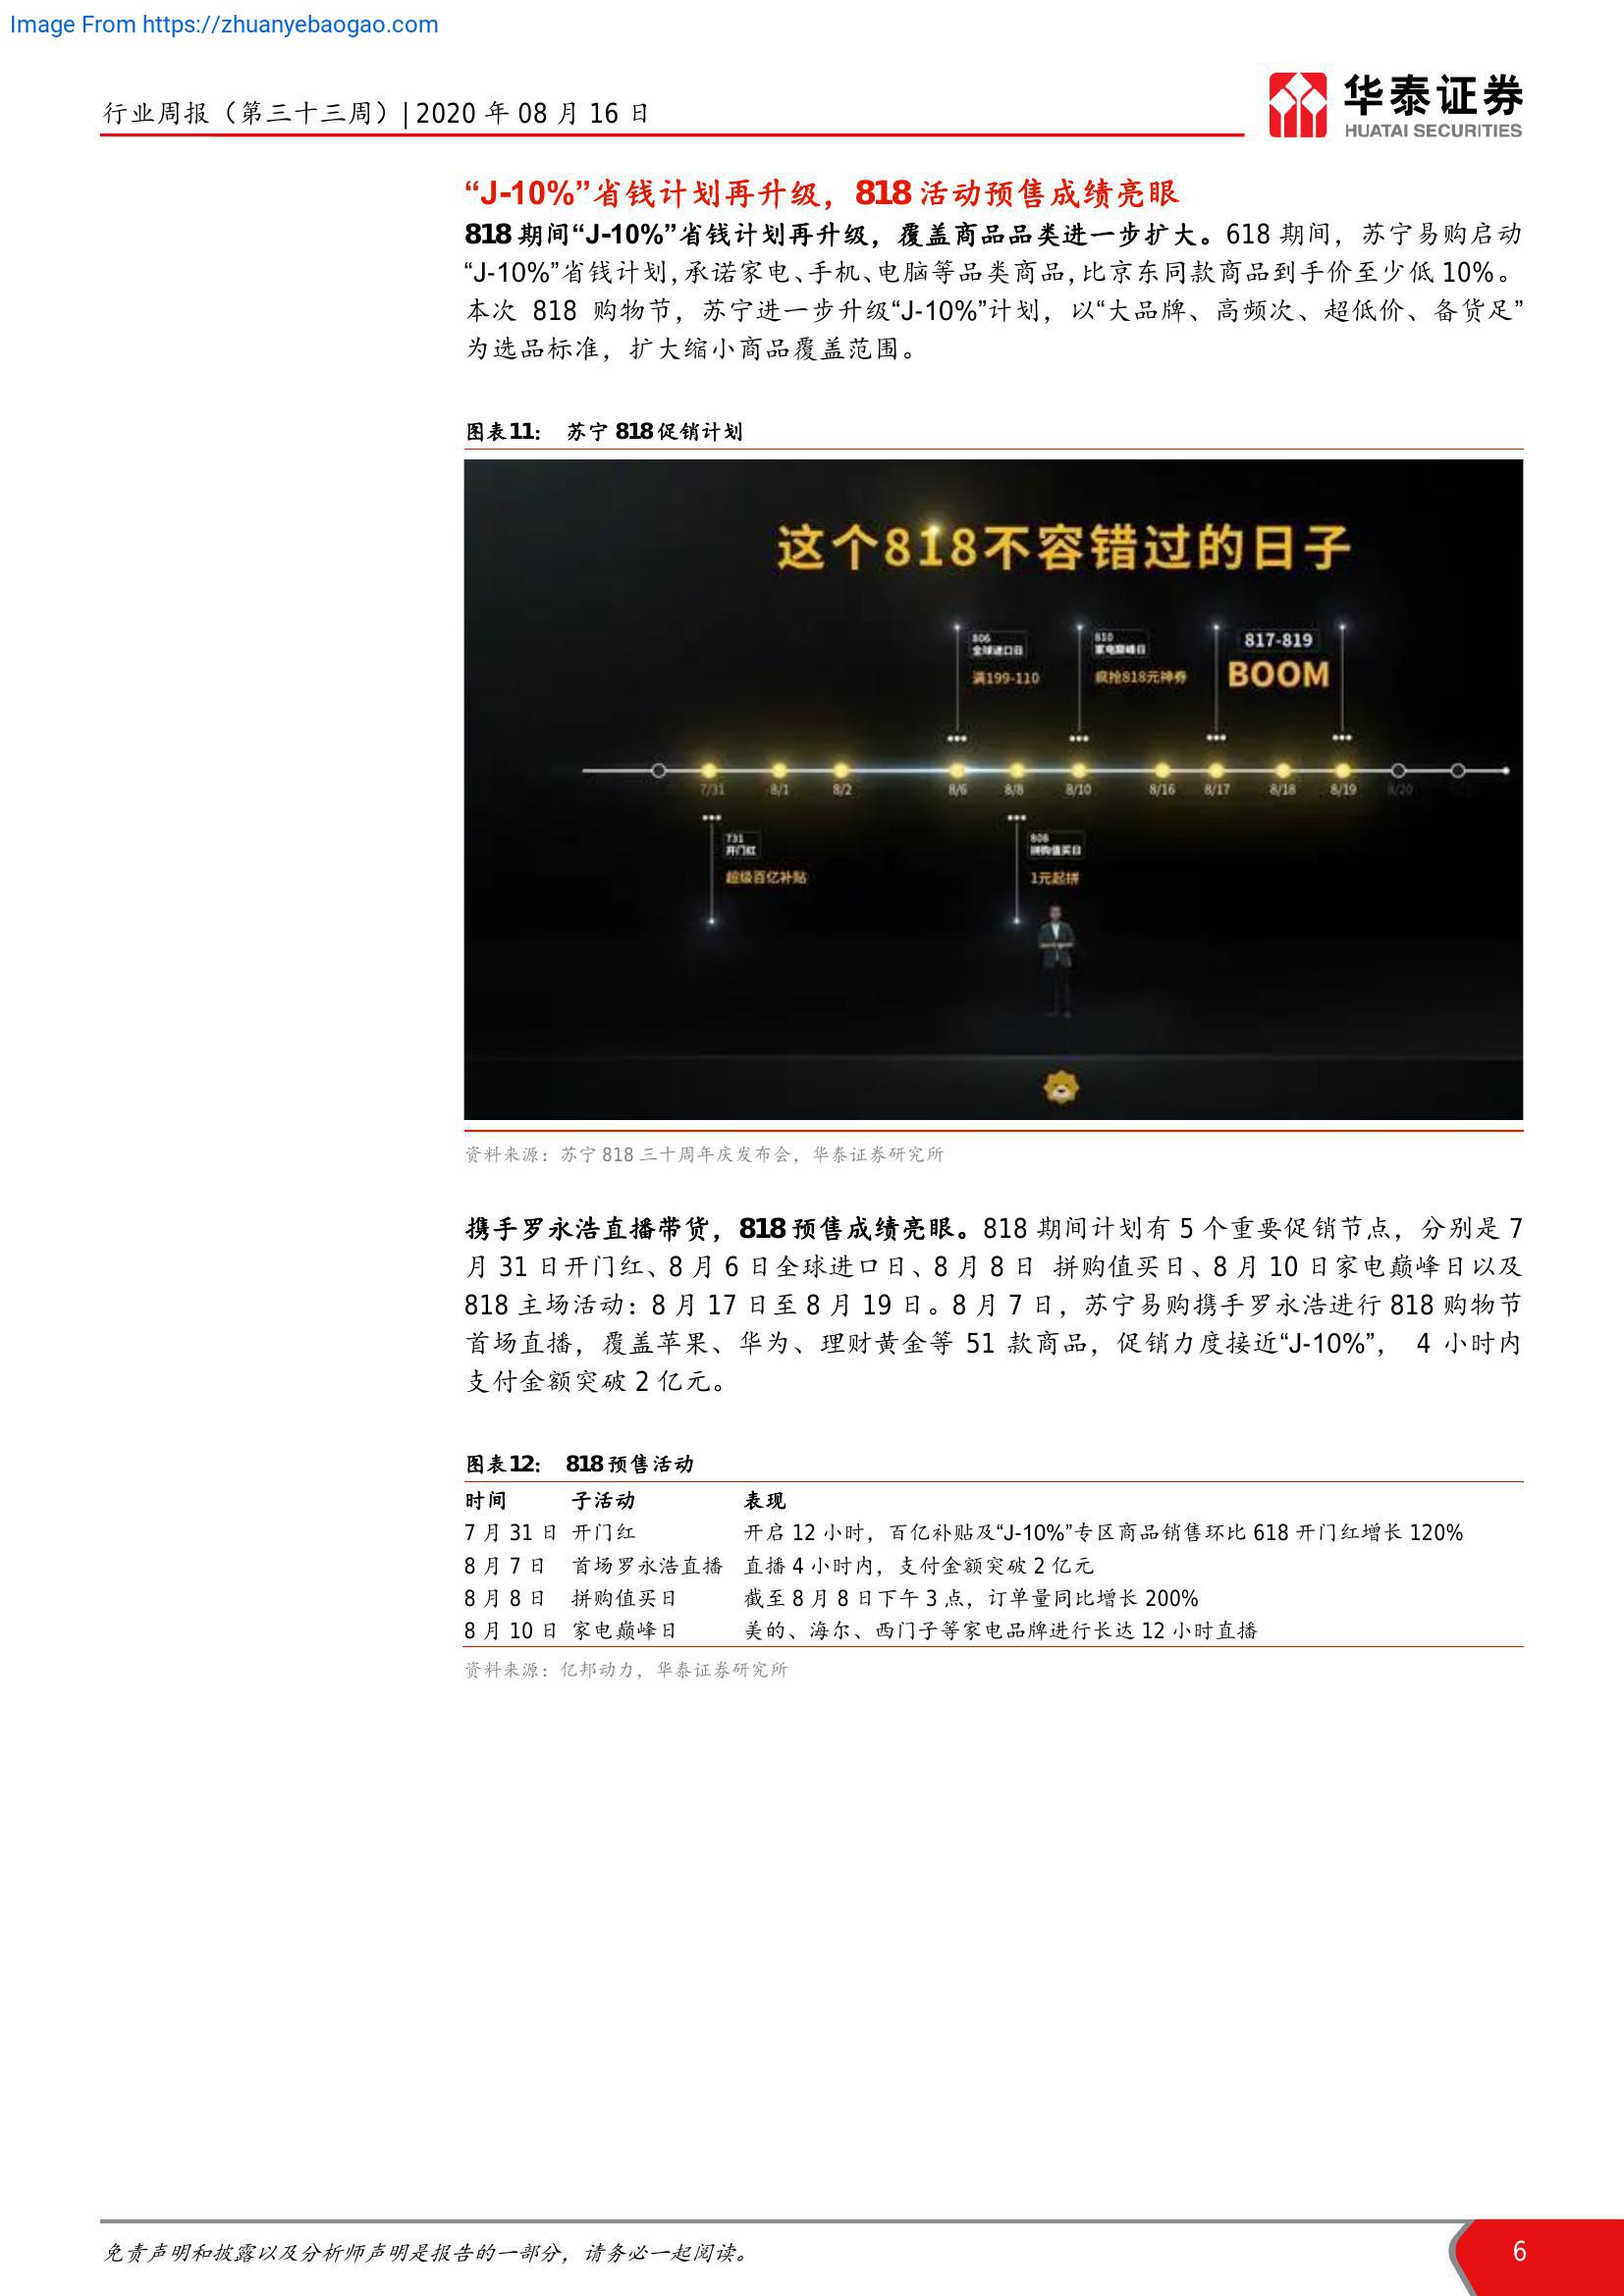 Image From https://zhuanyebaogao.com
行业周报（第三十三周）| 2020 年 08 月 16 日
华泰证券
HUATAI SECURITIES
“J-10%”省钱计划再升级，818 活动预售成绩亮眼
818 期间“J-10%”省钱计划再升级，覆盖商品品类进一步扩大。618 期间，苏宁易购启动
“J-10%”省钱计划，承诺家电、手机、电脑等品类商品，比京东同款商品到手价至少低 10%。
本次 818 购物节，苏宁进一步升级“J-10%”计划，以“大品牌、高频次、超低价、备货足”
为选品标准，扩大缩小商品覆盖范围。
图表11： 苏宁 818 促销计划
这个818不容错过的日子
806
全球进口日
满199-110
810
家电巅峰日
疯抢818元神券
817-819
BOOM
7/31 8/1 8/2 8/6 8/8 8/10 8/16 8/17 8/18 8/19 8/20
731
开门红
超级百亿补贴
808
拼购值买日
1元起拼
资料来源：苏宁 818 三十周年庆发布会，华泰证券研究所
携手罗永浩直播带货，818 预售成绩亮眼。818 期间计划有 5 个重要促销节点，分别是 7
月 31 日开门红、8 月 6 日全球进口日、8 月 8 日 拼购值买日、8 月 10 日家电巅峰日以及
818 主场活动：8 月 17 日至 8 月 19 日。8 月 7 日，苏宁易购携手罗永浩进行 818 购物节
首场直播，覆盖苹果、华为、理财黄金等 51 款商品，促销力度接近“J-10%”， 4 小时内
支付金额突破 2 亿元。
图表12： 818 预售活动
时间 子活动 表现
7 月 31 日 开门红 开启 12 小时，百亿补贴及“J-10%”专区商品销售环比 618 开门红增长 120%
8 月 7 日 首场罗永浩直播 直播 4 小时内，支付金额突破 2 亿元
8 月 8 日 拼购值买日 截至 8 月 8 日下午 3 点，订单量同比增长 200%
8 月 10 日 家电巅峰日 美的、海尔、西门子等家电品牌进行长达 12 小时直播
资料来源：亿邦动力，华泰证券研究所
免责声明和披露以及分析师声明是报告的一部分，请务必一起阅读。
6